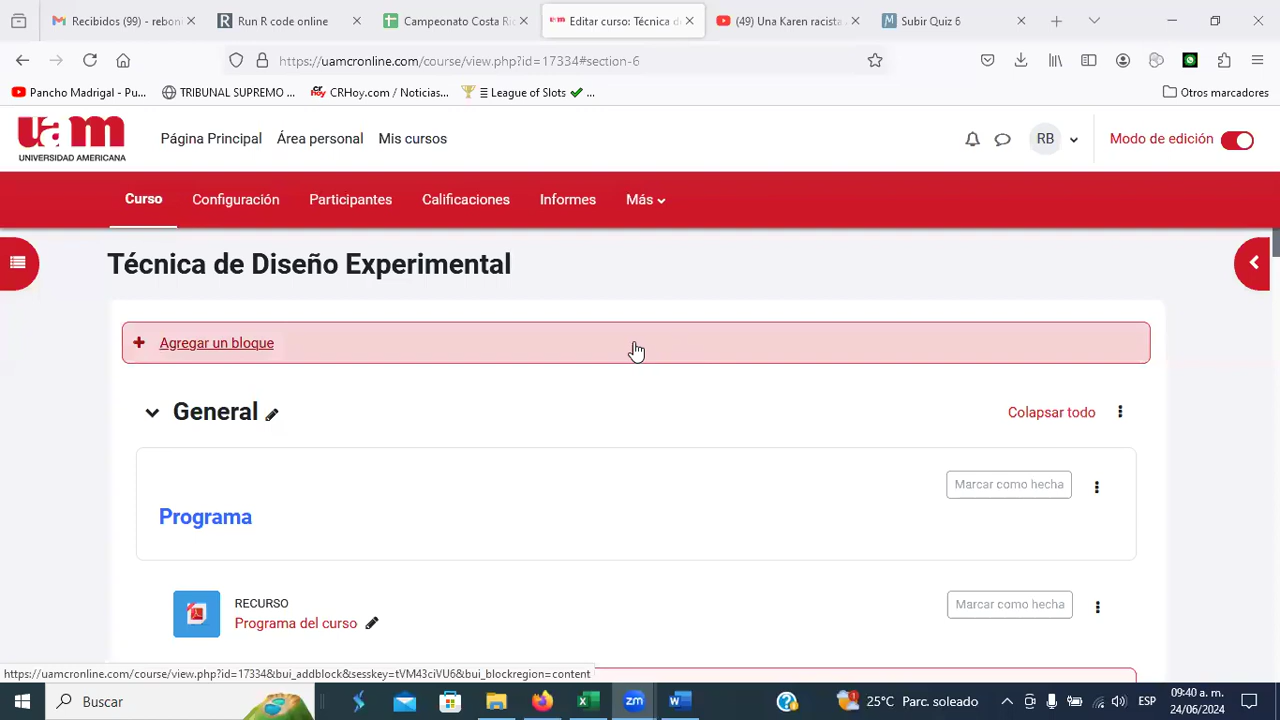 Recibidos (99) - rebon
Run R code online
Campeonato Costa Ric
Editar curso: Técnica de
(49) Una Karen racista
Subir Quiz 6
https://uamcronline.com/course/view.php?id=17334#section-6
Pancho Madrigal - Pu...
TRIBUNAL SUPREMO ...
CRHoy.com / Noticias...
League of Slots ✔ ...
Otros marcadores
uam
UNIVERSIDAD AMERICANA
Página Principal
Área personal
Mis cursos
RB
Modo de edición
Curso
Configuración
Participantes
Calificaciones
Informes
Más
Técnica de Diseño Experimental
Agregar un bloque
General
Colapsar todo
Marcar como hecha
Programa
RECURSO
Programa del curso
Marcar como hecha
https://uamcronline.com/course/view.php?id=17334&bui_addblock&sesskey=tVM43ciVU6&bui_blockregion=content
Buscar
25°C Parc. soleado
ESP
09:40 a. m.
24/06/2024